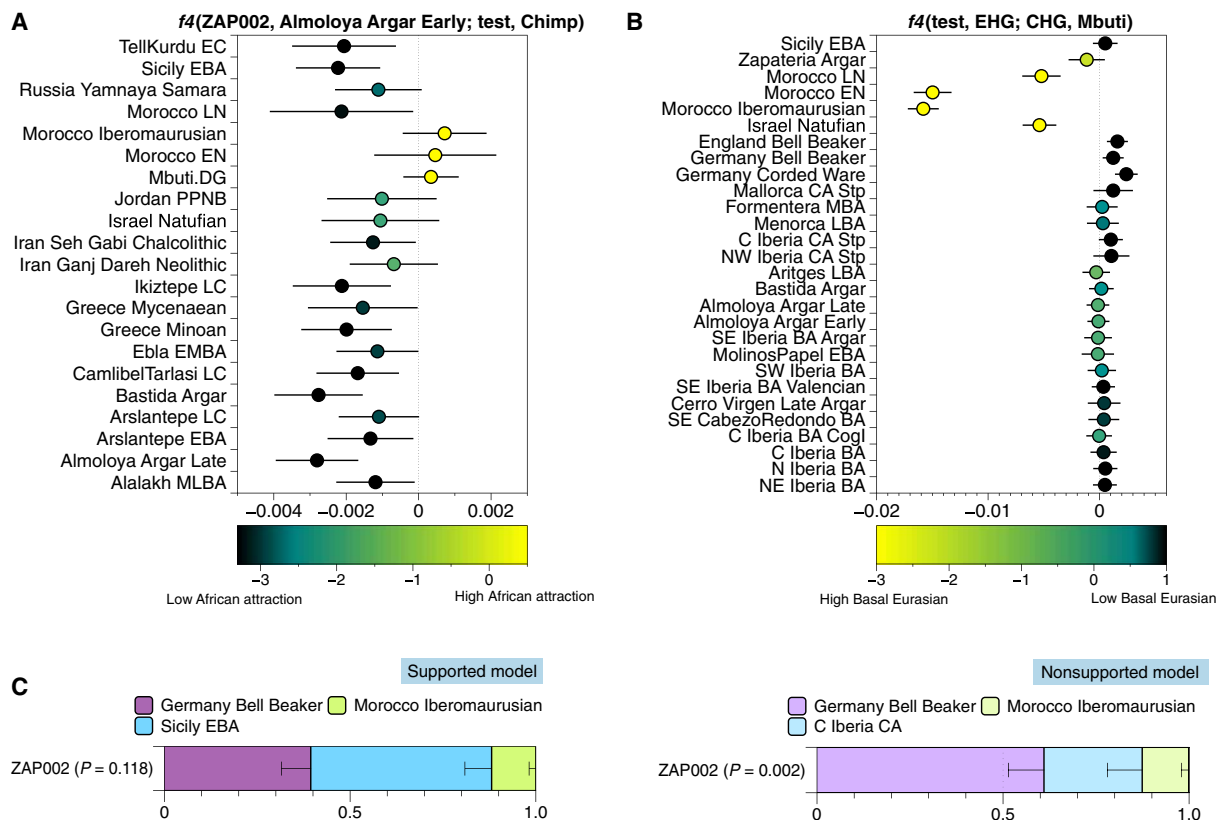 A
f4(ZAP002, Almoloya Argar Early; test, Chimp)
TellKurdu EC
Sicily EBA
Russia Yamnaya Samara
Morocco LN
Morocco Iberomaurusian
Morocco EN
Mbuti.DG
Jordan PPNB
Israel Natufian
Iran Seh Gabi Chalcolithic
Iran Ganj Dareh Neolithic
Ikiztepe LC
Greece Mycenaean
Greece Minoan
Ebla EMBA
CamlibelTarlasi LC
Bastida Argar
Arslantepe LC
Arslantepe EBA
Almoloya Argar Late
Alalakh MLBA
−0.004 −0.002 0 0.002
−3 −2 −1 0
Low African attraction High African attraction
B
f4(test, EHG; CHG, Mbuti)
Sicily EBA
Zapateria Argar
Morocco LN
Morocco EN
Morocco Iberomaurusian
Israel Natufian
England Bell Beaker
Germany Bell Beaker
Germany Corded Ware
Mallorca CA Stp
Formentera MBA
Menorca LBA
C Iberia CA Stp
NW Iberia CA Stp
Aritges LBA
Bastida Argar
Almoloya Argar Late
Almoloya Argar Early
SE Iberia BA Argar
MolinosPapel EBA
SW Iberia BA
SE Iberia BA Valencian
Cerro Virgen Late Argar
SE CabezoRedondo BA
C Iberia BA CogI
C Iberia BA
N Iberia BA
NE Iberia BA
−0.02 −0.01 0
−3 −2 −1 0 1
High Basal Eurasian Low Basal Eurasian
C
Supported model
Germany Bell Beaker Morocco Iberomaurusian
Sicily EBA
ZAP002 (P = 0.118)
0 0.5 1.0
Nonsupported model
Germany Bell Beaker Morocco Iberomaurusian
C Iberia CA
ZAP002 (P = 0.002)
0 0.5 1.0